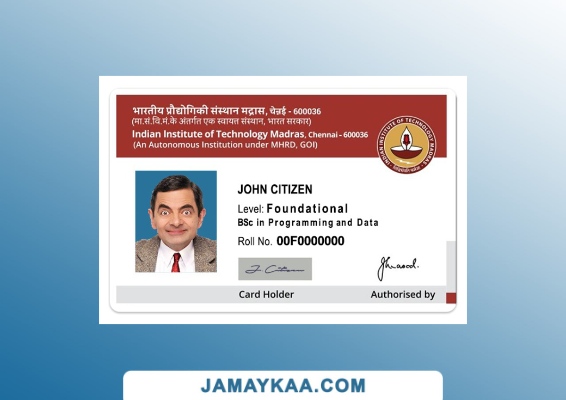 भारतीय प्रौद्योगिकी संस्थान मद्रास, चेन्नई - 600036
(मा.सं.वि.मं.के अंतर्गत एक स्वायत संस्थान, भारत सरकार)
Indian Institute of Technology Madras, Chennai - 600036
(An Autonomous Institution under MHRD, GOI)
INDIAN INSTITUTE OF TECHNOLOGY MADRAS
JOHN CITIZEN
Level: Foundational
BSc in Programming and Data
Roll No. 00F0000000
J. Citizen
Card Holder
Authorised by
JAMAYKAA.COM